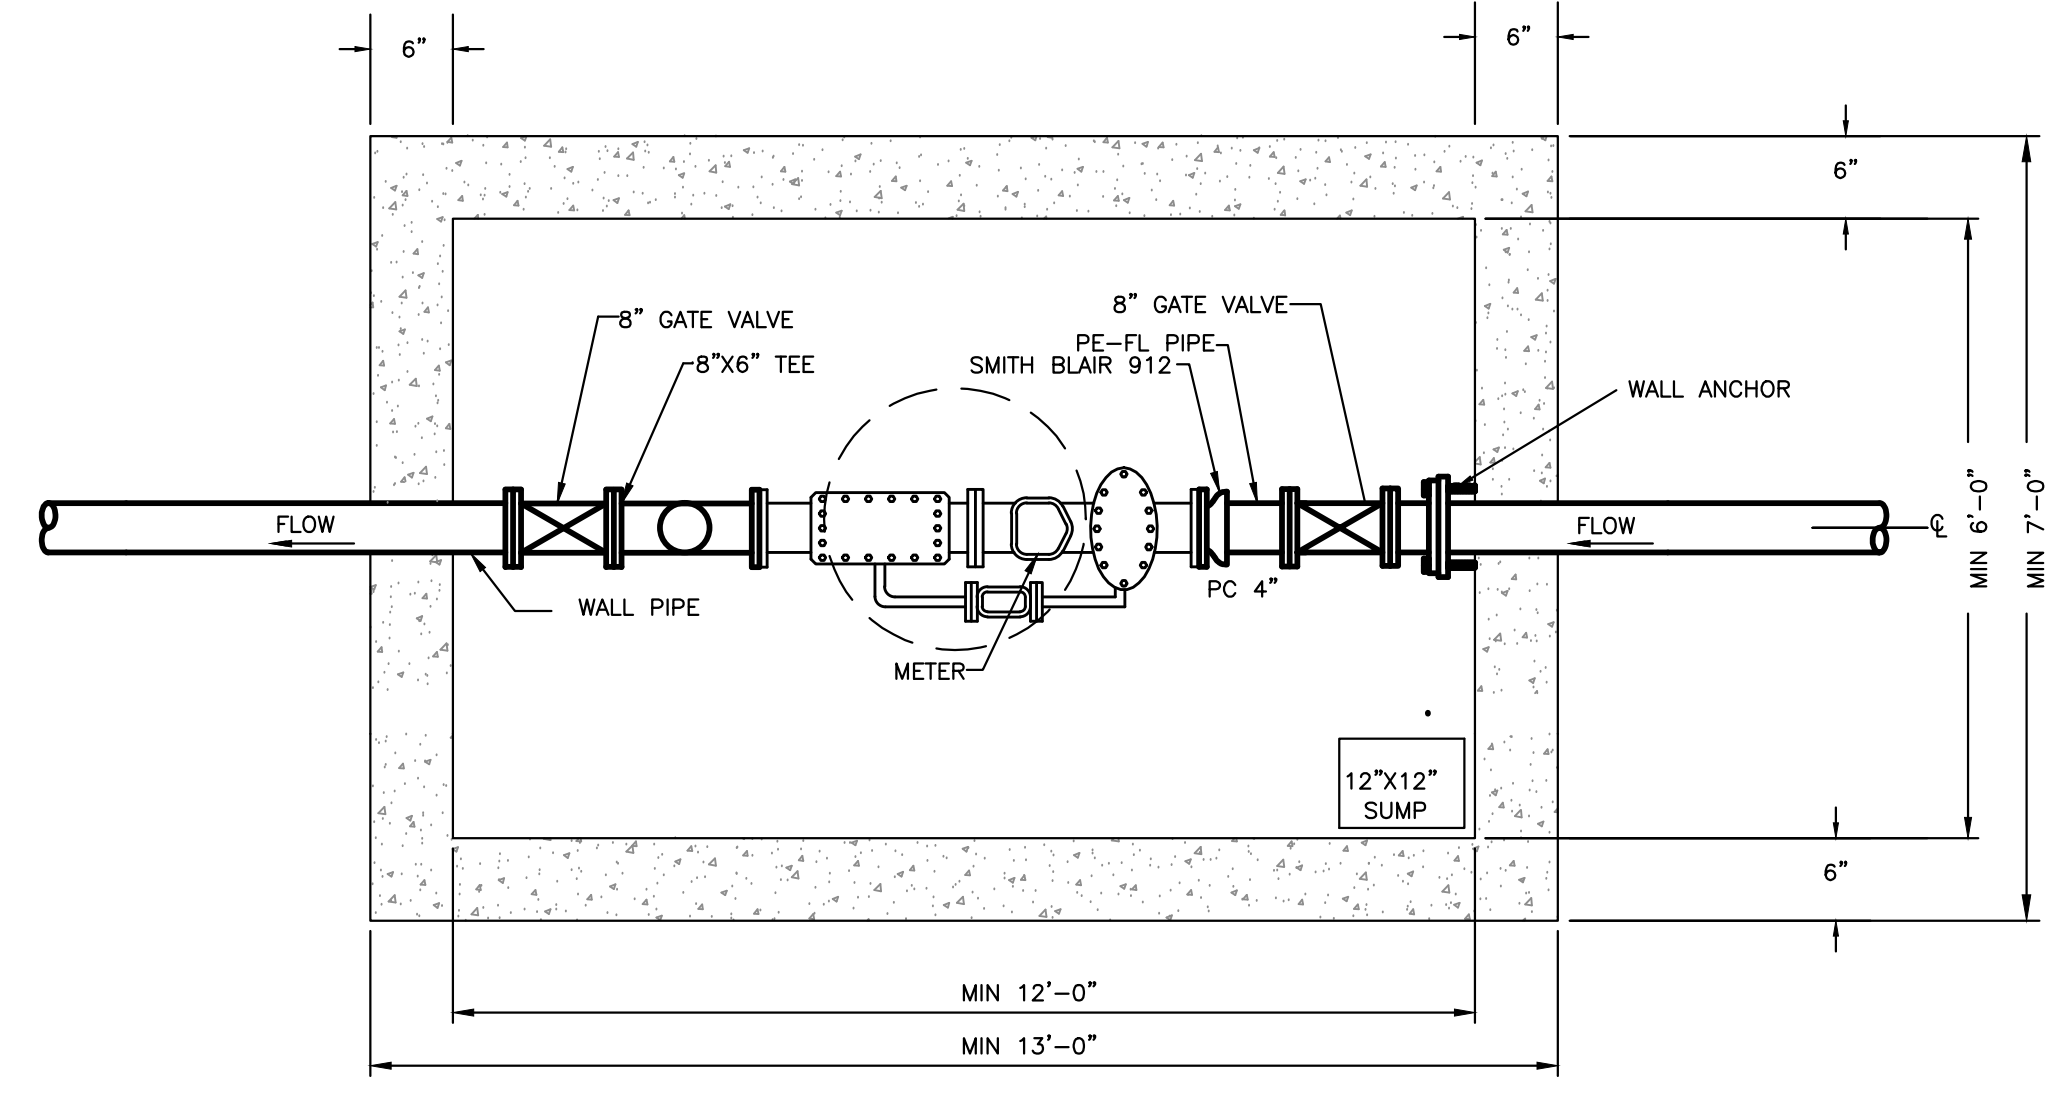 6"
6"
6"
8" GATE VALVE
8" GATE VALVE
PE-FL PIPE
8"X6" TEE
SMITH BLAIR 912
WALL ANCHOR
FLOW
FLOW
℄
MIN 6'-0"
MIN 7'-0"
PC 4"
WALL PIPE
METER
12"X12"
SUMP
6"
MIN 12'-0"
MIN 13'-0"